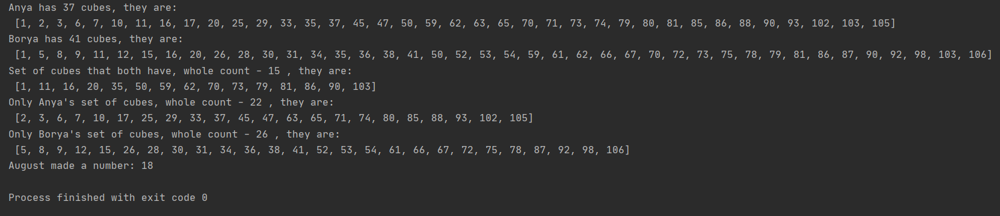 Anya has 37 cubes, they are:
[1, 2, 3, 6, 7, 10, 11, 16, 17, 20, 25, 29, 33, 35, 37, 45, 47, 50, 59, 62, 63, 65, 70, 71, 73, 74, 79, 80, 81, 85, 86, 88, 90, 93, 102, 103, 105]
Borya has 41 cubes, they are:
[1, 5, 8, 9, 11, 12, 15, 16, 20, 26, 28, 30, 31, 34, 35, 36, 38, 41, 50, 52, 53, 54, 59, 61, 62, 66, 67, 70, 72, 73, 75, 78, 79, 81, 86, 87, 90, 92, 98, 103, 106]
Set of cubes that both have, whole count - 15 , they are:
[1, 11, 16, 20, 35, 50, 59, 62, 70, 73, 79, 81, 86, 90, 103]
Only Anya's set of cubes, whole count - 22 , they are:
[2, 3, 6, 7, 10, 17, 25, 29, 33, 37, 45, 47, 63, 65, 71, 74, 80, 85, 88, 93, 102, 105]
Only Borya's set of cubes, whole count - 26 , they are:
[5, 8, 9, 12, 15, 26, 28, 30, 31, 34, 36, 38, 41, 52, 53, 54, 61, 66, 67, 72, 75, 78, 87, 92, 98, 106]
August made a number: 18
Process finished with exit code 0